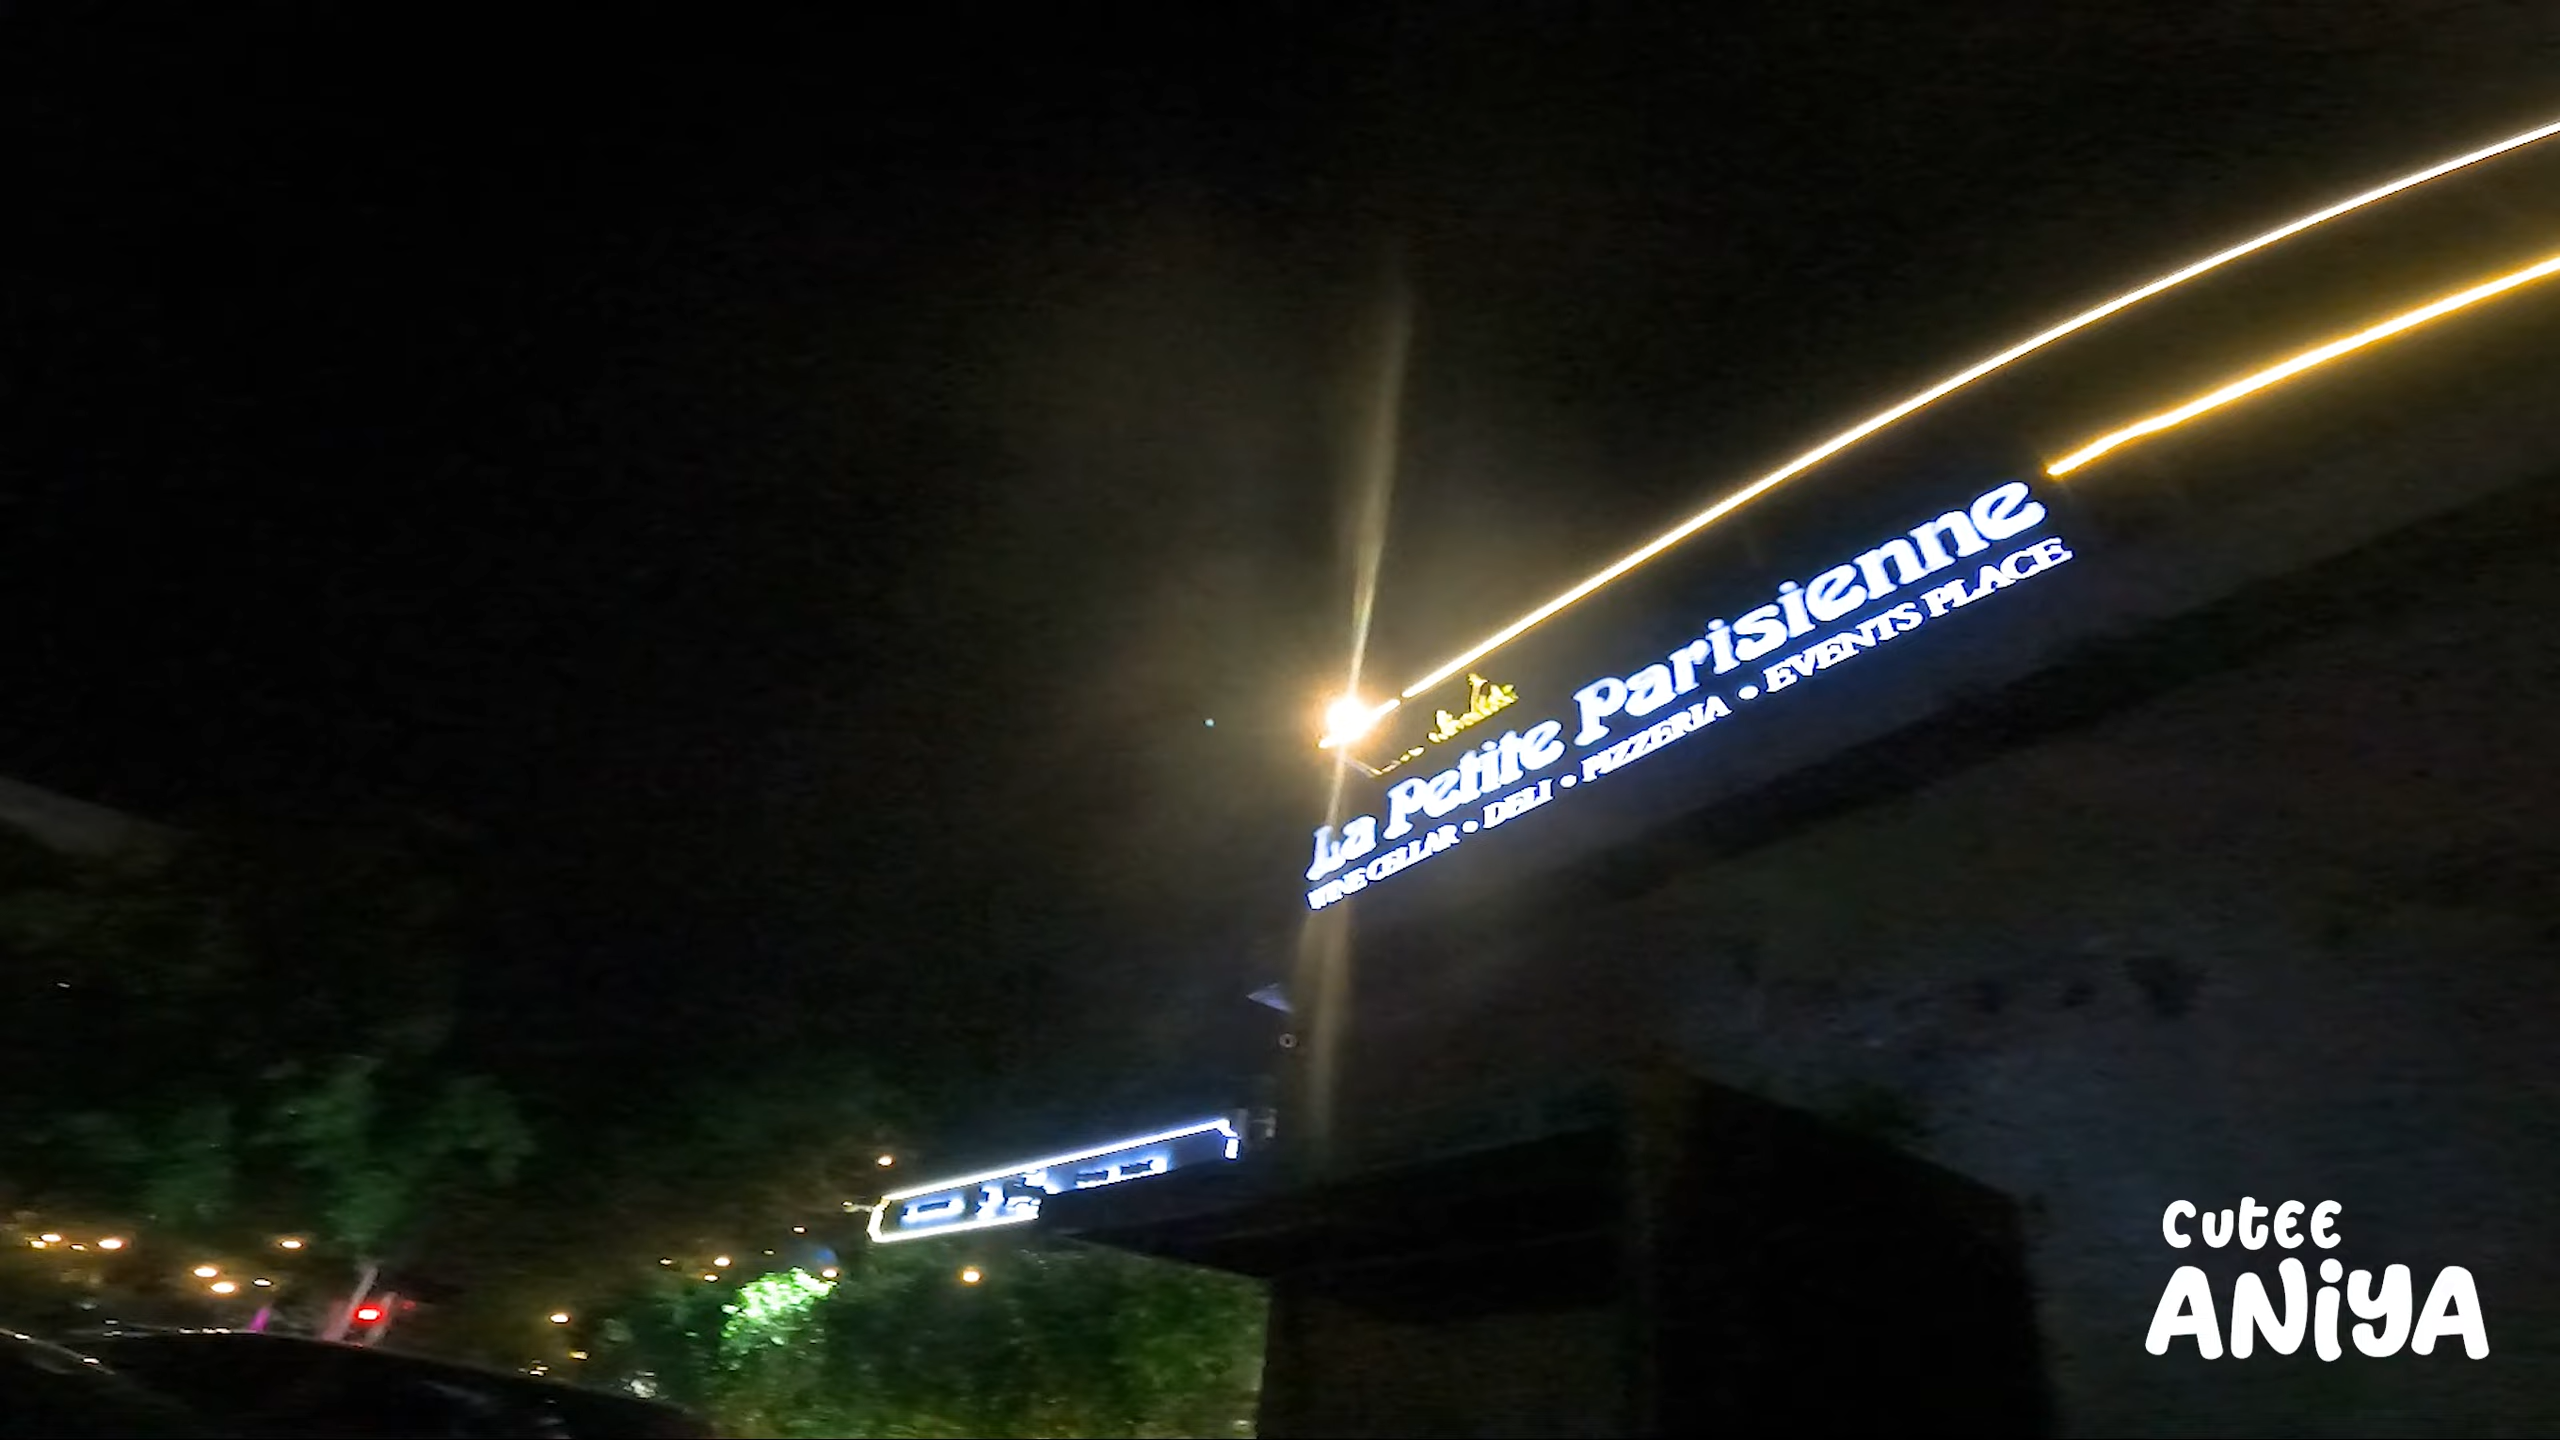 La Petite Parisienne
WINE CELLAR • DELI • PIZZERIA • EVENTS PLACE
CUTEE
ANiYA